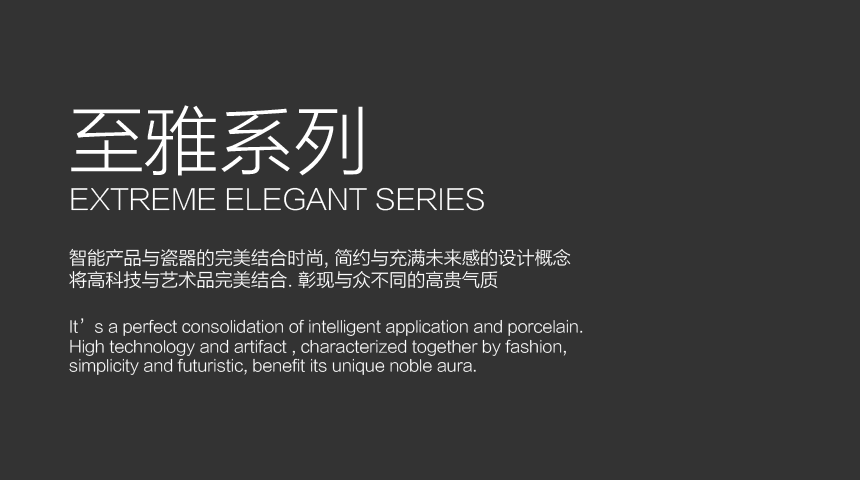 至雅系列
EXTREME ELEGANT SERIES
智能产品与瓷器的完美结合时尚, 简约与充满未来感的设计概念
将高科技与艺术品完美结合. 彰现与众不同的高贵气质
It’s a perfect consolidation of intelligent application and porcelain.
High technology and artifact , characterized together by fashion,
simplicity and futuristic, benefit its unique noble aura.